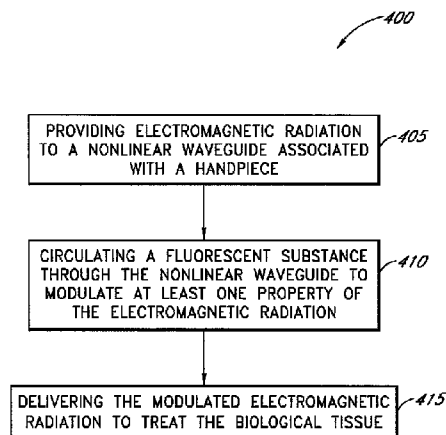 400
PROVIDING ELECTROMAGNETIC RADIATION
TO A NONLINEAR WAVEGUIDE ASSOCIATED
WITH A HANDPIECE
405
CIRCULATING A FLUORESCENT SUBSTANCE
THROUGH THE NONLINEAR WAVEGUIDE TO
MODULATE AT LEAST ONE PROPERTY OF
THE ELECTROMAGNETIC RADIATION
410
DELIVERING THE MODULATED ELECTROMAGNETIC
RADIATION TO TREAT THE BIOLOGICAL TISSUE
415